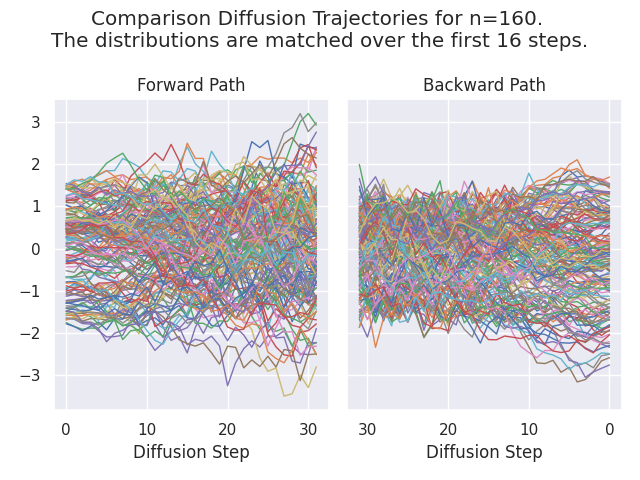 Comparison Diffusion Trajectories for n=160.
The distributions are matched over the first 16 steps.
Forward Path
Backward Path
3
2
1
0
−1
−2
−3
0
10
20
30
30
20
10
0
Diffusion Step
Diffusion Step